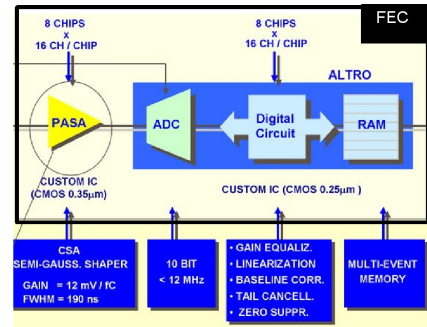 FEC
8 CHIPS
x
16 CH / CHIP
8 CHIPS
x
16 CH / CHIP
ALTRO
PASA
ADC
Digital
Circuit
RAM
CUSTOM IC
(CMOS 0.35µm)
CUSTOM IC (CMOS 0.25µm )
CSA
SEMI-GAUSS. SHAPER
GAIN = 12 mV / fC
FWHM = 190 ns
10 BIT
< 12 MHz
• GAIN EQUALIZ.
• LINEARIZATION
• BASELINE CORR.
• TAIL CANCELL.
• ZERO SUPPR.
MULTI-EVENT
MEMORY